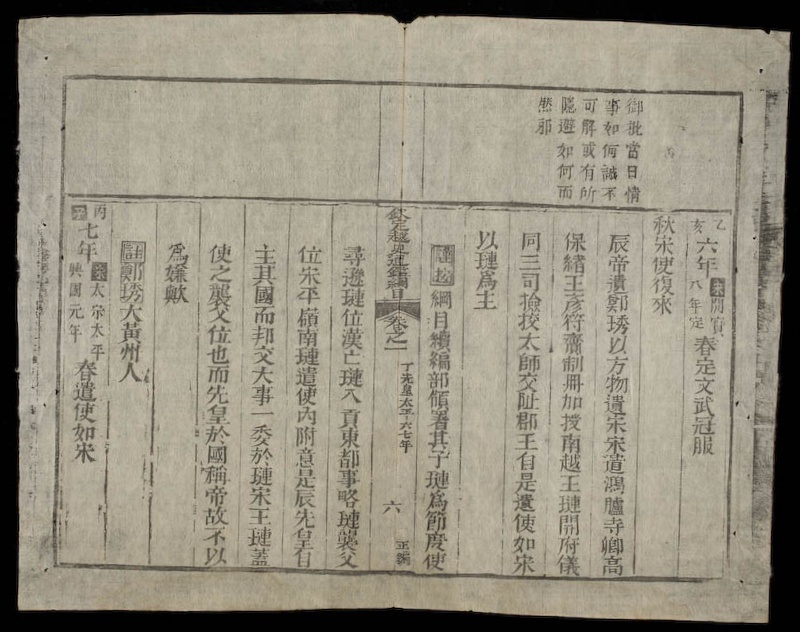 御批當日情
事如何誠不
可解或有所
隱避如何而
然邪
乙亥六年宋開寶八年定春定文武冠服
秋宋使復來
辰帝遣鄭琇以方物遺宋宋遣鴻臚寺卿高
保緒王彥符齎制冊加授南越王璉開府儀
同三司撿挍太師交趾郡王自是遣使如宋
以璉爲主
謹按綱目續編部領署其子璉爲節度使
欽定越史通鑑綱目 卷之一 丁先皇太平六七年 六 正編
尋遜璉位漢亡璉入貢東都事略璉襲父
位宋平嶺南璉遣使內附意是辰先皇自
主其國而邦交大事一委於璉宋王璉蓋
使之襲父位也而先皇於國稱帝故不以
爲嫌歟
註鄭琇大黃州人
丙子七年宋太宗太平興國元年春遣使如宋